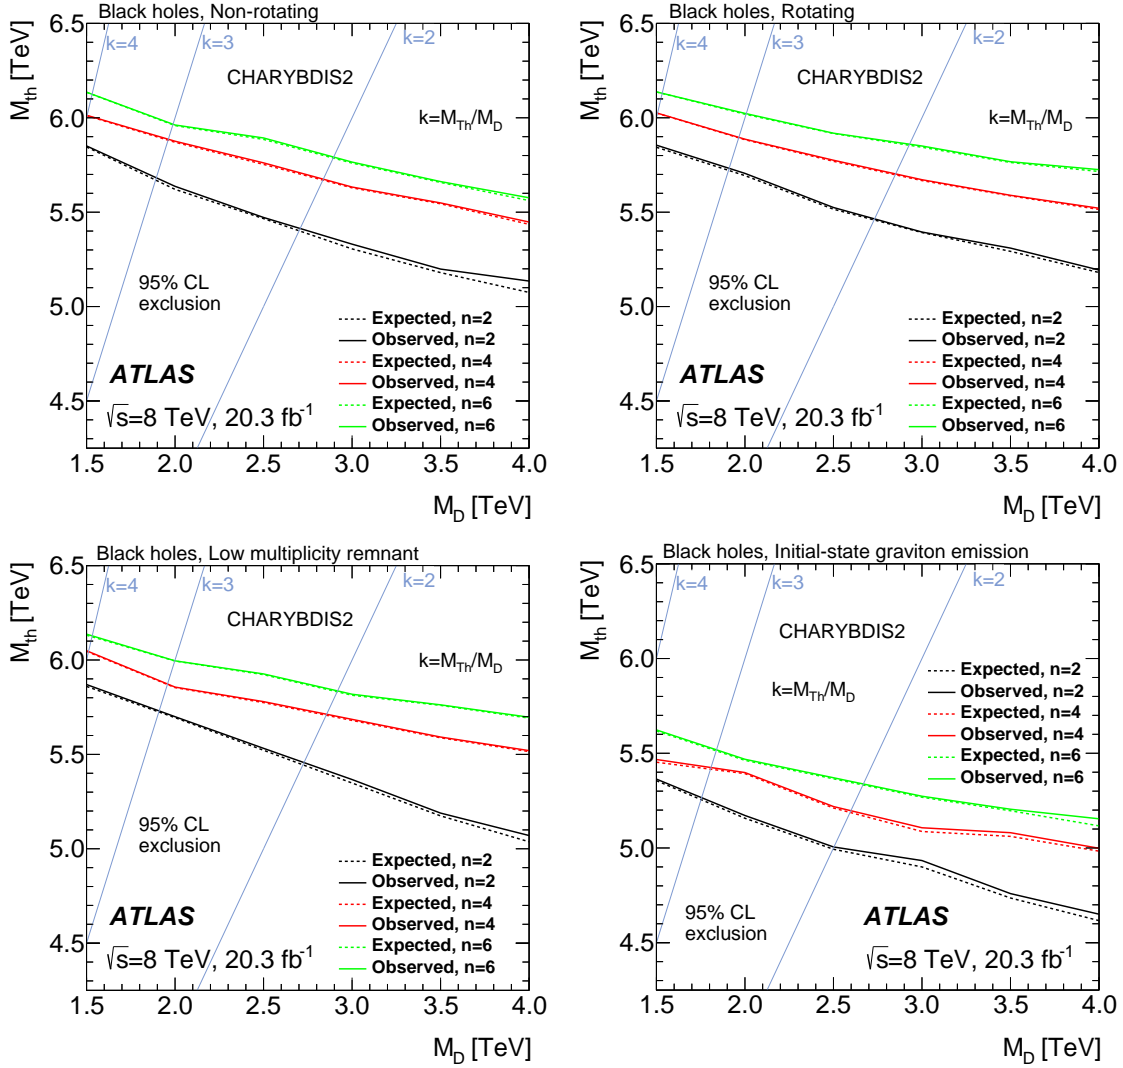 Black holes, Non-rotating
M_th [TeV]
6.5
6.0
5.5
5.0
4.5
k=4
k=3
k=2
CHARYBDIS2
k=M_Th/M_D
95% CL
exclusion
Expected, n=2
Observed, n=2
Expected, n=4
Observed, n=4
Expected, n=6
Observed, n=6
ATLAS
√s=8 TeV, 20.3 fb⁻¹
1.5 2.0 2.5 3.0 3.5 4.0
M_D [TeV]
Black holes, Rotating
M_th [TeV]
6.5
6.0
5.5
5.0
4.5
k=4
k=3
k=2
CHARYBDIS2
k=M_Th/M_D
95% CL
exclusion
Expected, n=2
Observed, n=2
Expected, n=4
Observed, n=4
Expected, n=6
Observed, n=6
ATLAS
√s=8 TeV, 20.3 fb⁻¹
1.5 2.0 2.5 3.0 3.5 4.0
M_D [TeV]
Black holes, Low multiplicity remnant
M_th [TeV]
6.5
6.0
5.5
5.0
4.5
k=4
k=3
k=2
CHARYBDIS2
k=M_Th/M_D
95% CL
exclusion
Expected, n=2
Observed, n=2
Expected, n=4
Observed, n=4
Expected, n=6
Observed, n=6
ATLAS
√s=8 TeV, 20.3 fb⁻¹
1.5 2.0 2.5 3.0 3.5 4.0
M_D [TeV]
Black holes, Initial-state graviton emission
M_th [TeV]
6.5
6.0
5.5
5.0
4.5
k=4
k=3
k=2
CHARYBDIS2
k=M_Th/M_D
Expected, n=2
Observed, n=2
Expected, n=4
Observed, n=4
Expected, n=6
Observed, n=6
95% CL
exclusion
ATLAS
√s=8 TeV, 20.3 fb⁻¹
1.5 2.0 2.5 3.0 3.5 4.0
M_D [TeV]